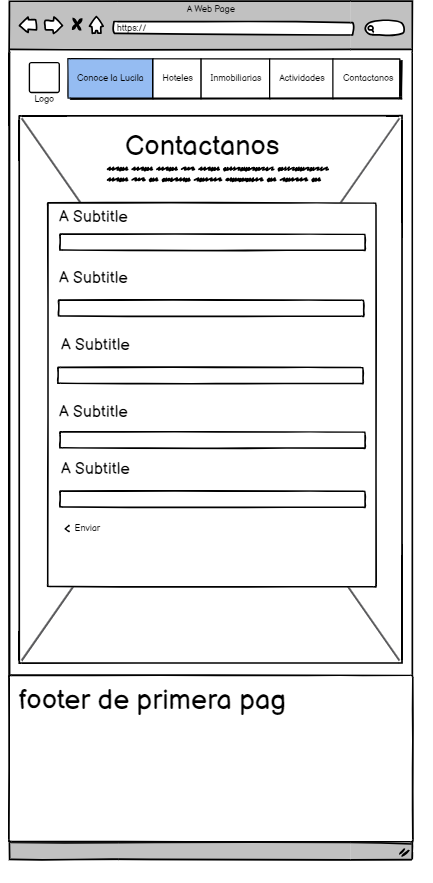 A Web Page
https://
Logo
Conoce la Lucila Hoteles Inmobiliarias Actividades Contactanos
Contactanos
A Subtitle
A Subtitle
A Subtitle
A Subtitle
A Subtitle
Enviar
footer de primera pag